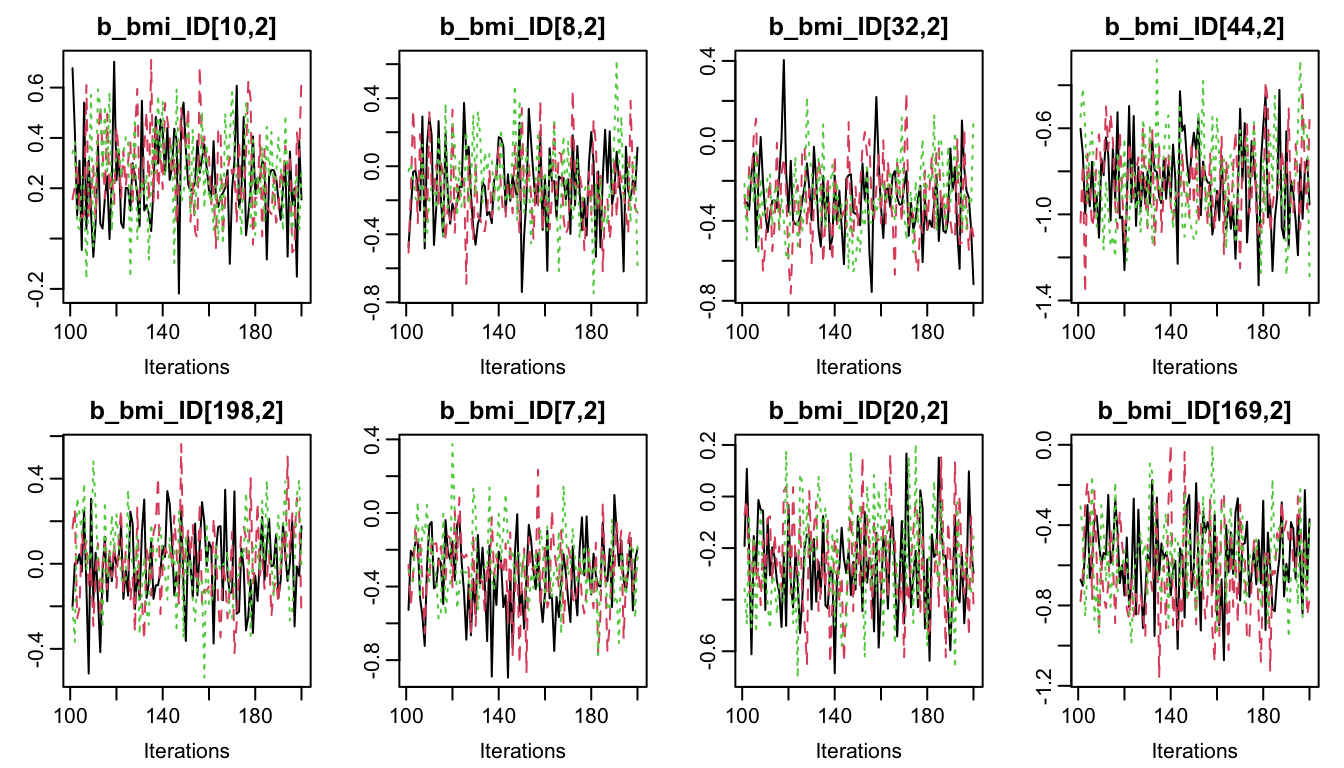 b_bmi_ID[10,2] b_bmi_ID[8,2] b_bmi_ID[32,2] b_bmi_ID[44,2]
0.6
0.4
0.2
-0.2
100 140 180
Iterations
0.4
0.0
-0.4
-0.8
100 140 180
Iterations
0.4
0.0
-0.4
-0.8
100 140 180
Iterations
-0.6
-1.0
-1.4
100 140 180
Iterations
b_bmi_ID[198,2] b_bmi_ID[7,2] b_bmi_ID[20,2] b_bmi_ID[169,2]
0.4
0.0
-0.4
100 140 180
Iterations
0.4
0.0
-0.4
-0.8
100 140 180
Iterations
0.2
0.0
-0.2
-0.6
100 140 180
Iterations
0.0
-0.4
-0.8
-1.2
100 140 180
Iterations